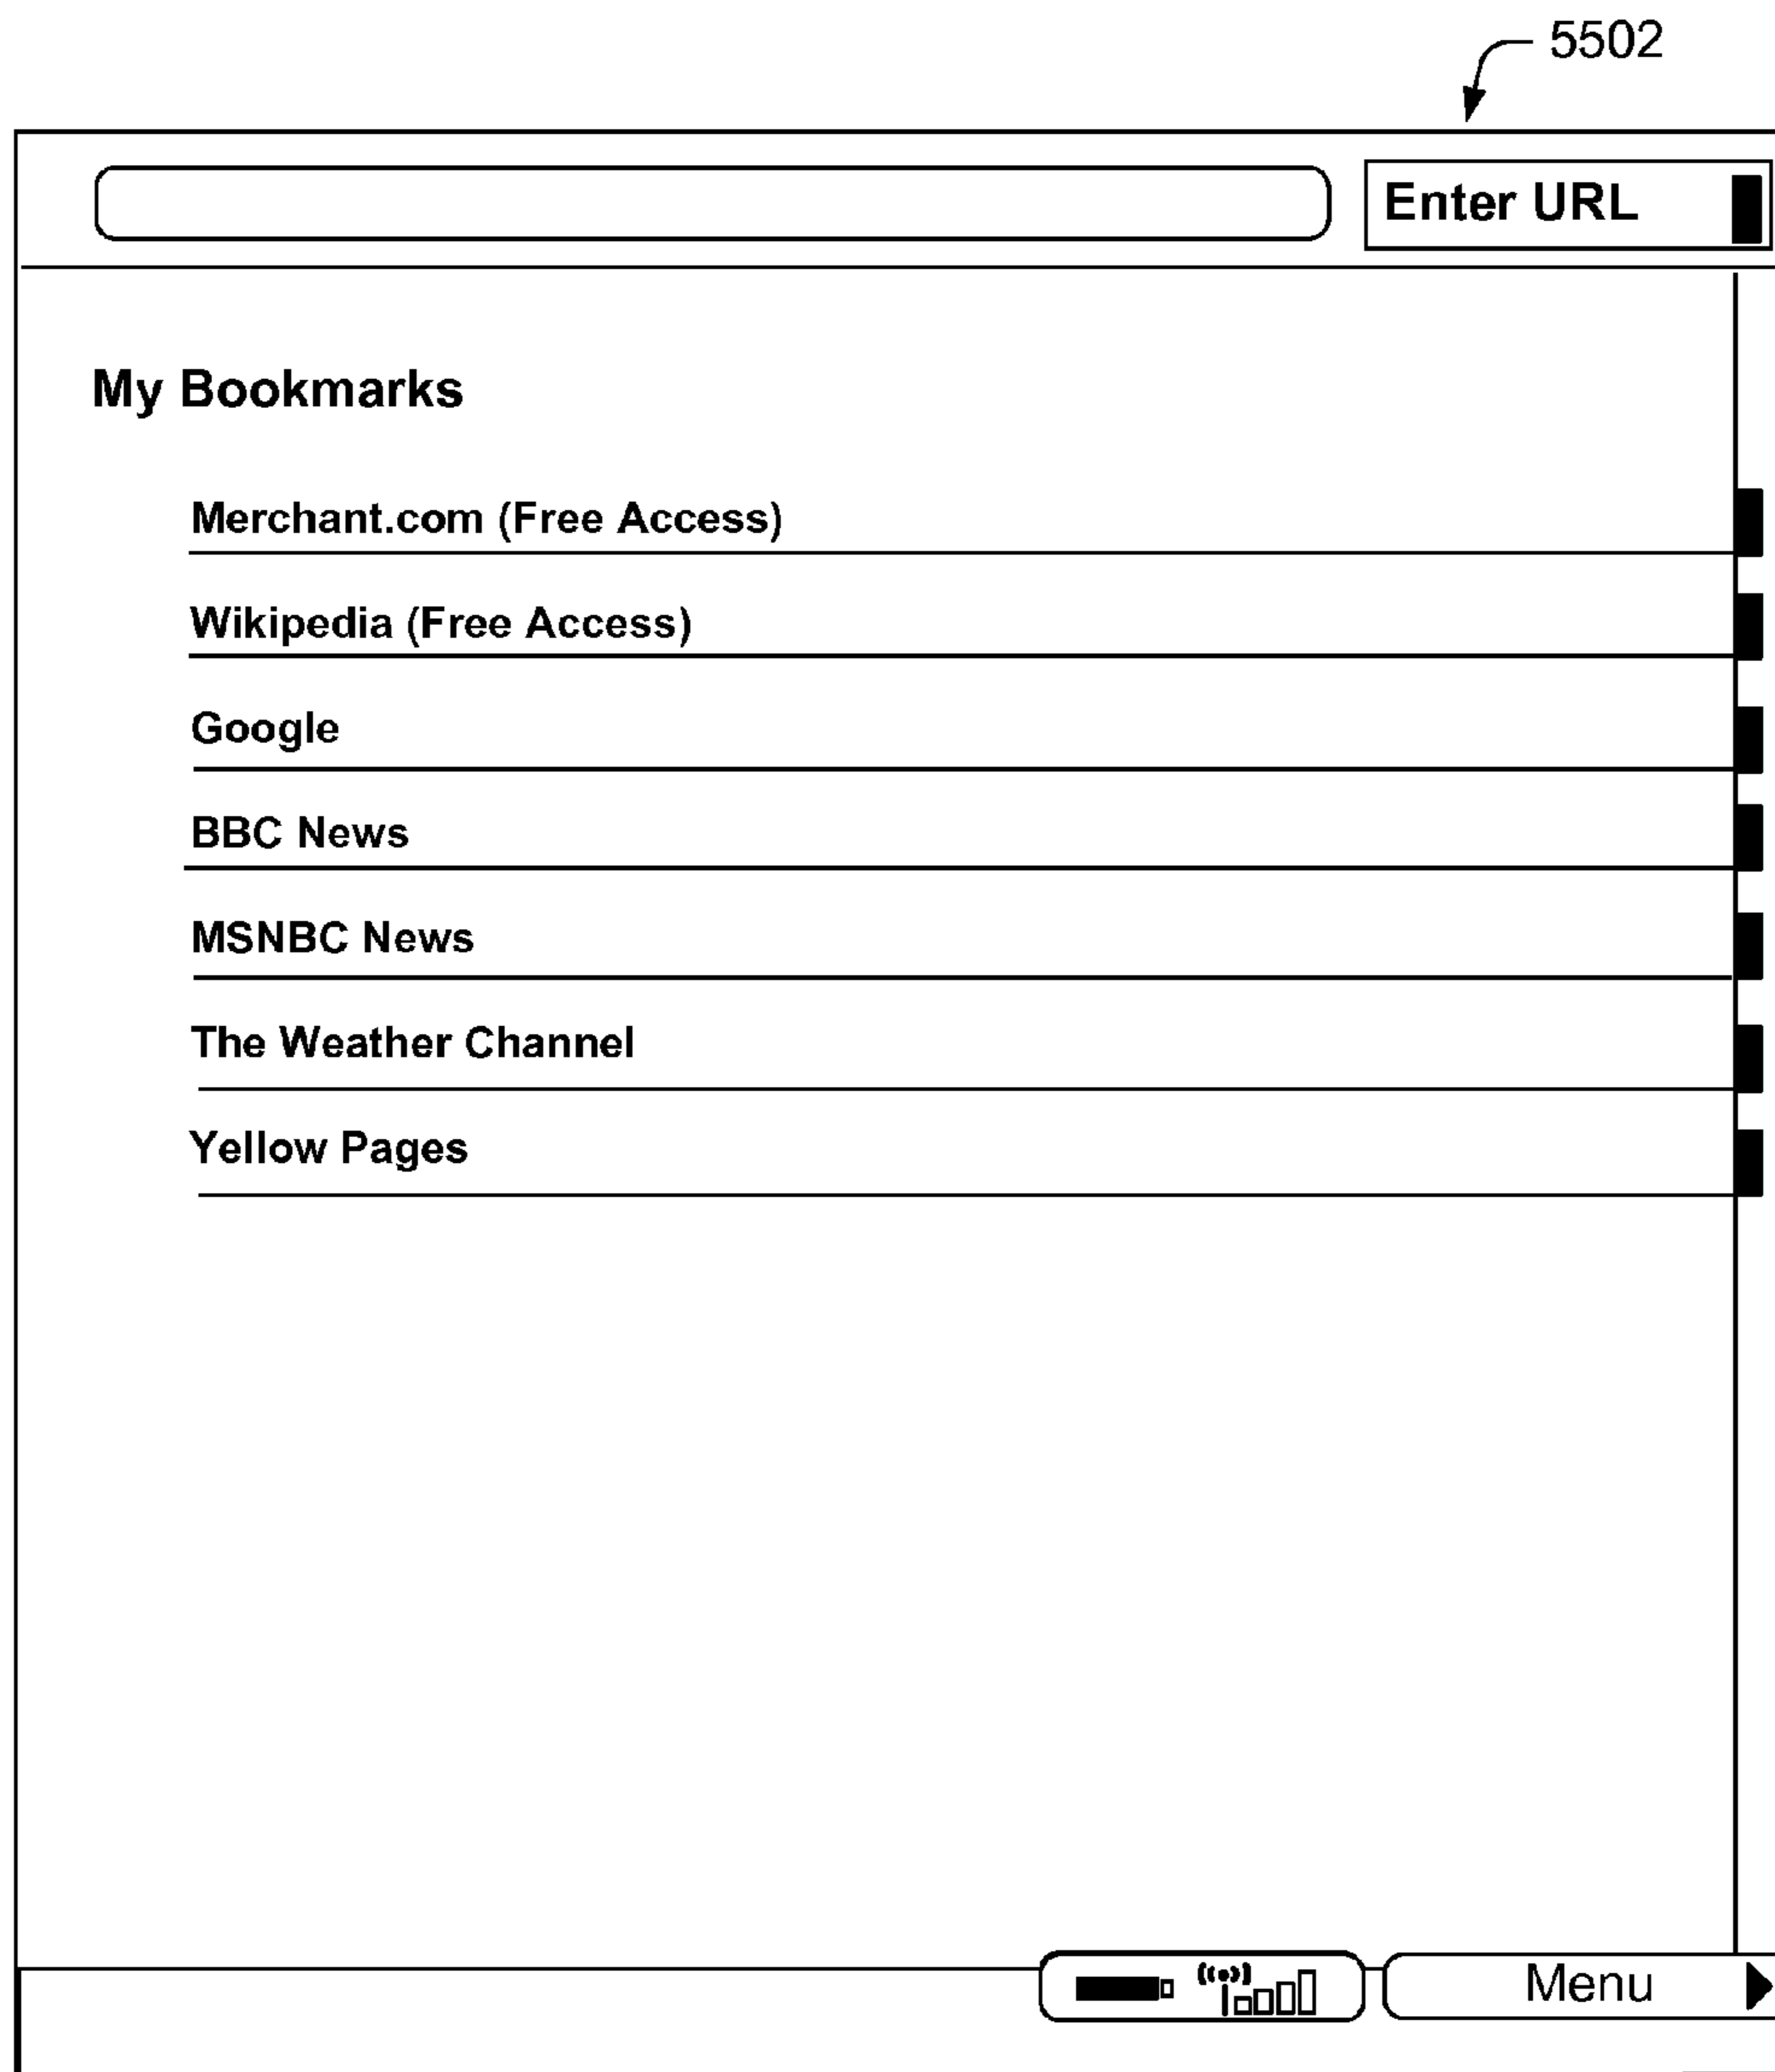 5502
Enter URL
My Bookmarks
Merchant.com (Free Access)
Wikipedia (Free Access)
Google
BBC News
MSNBC News
The Weather Channel
Yellow Pages
Menu